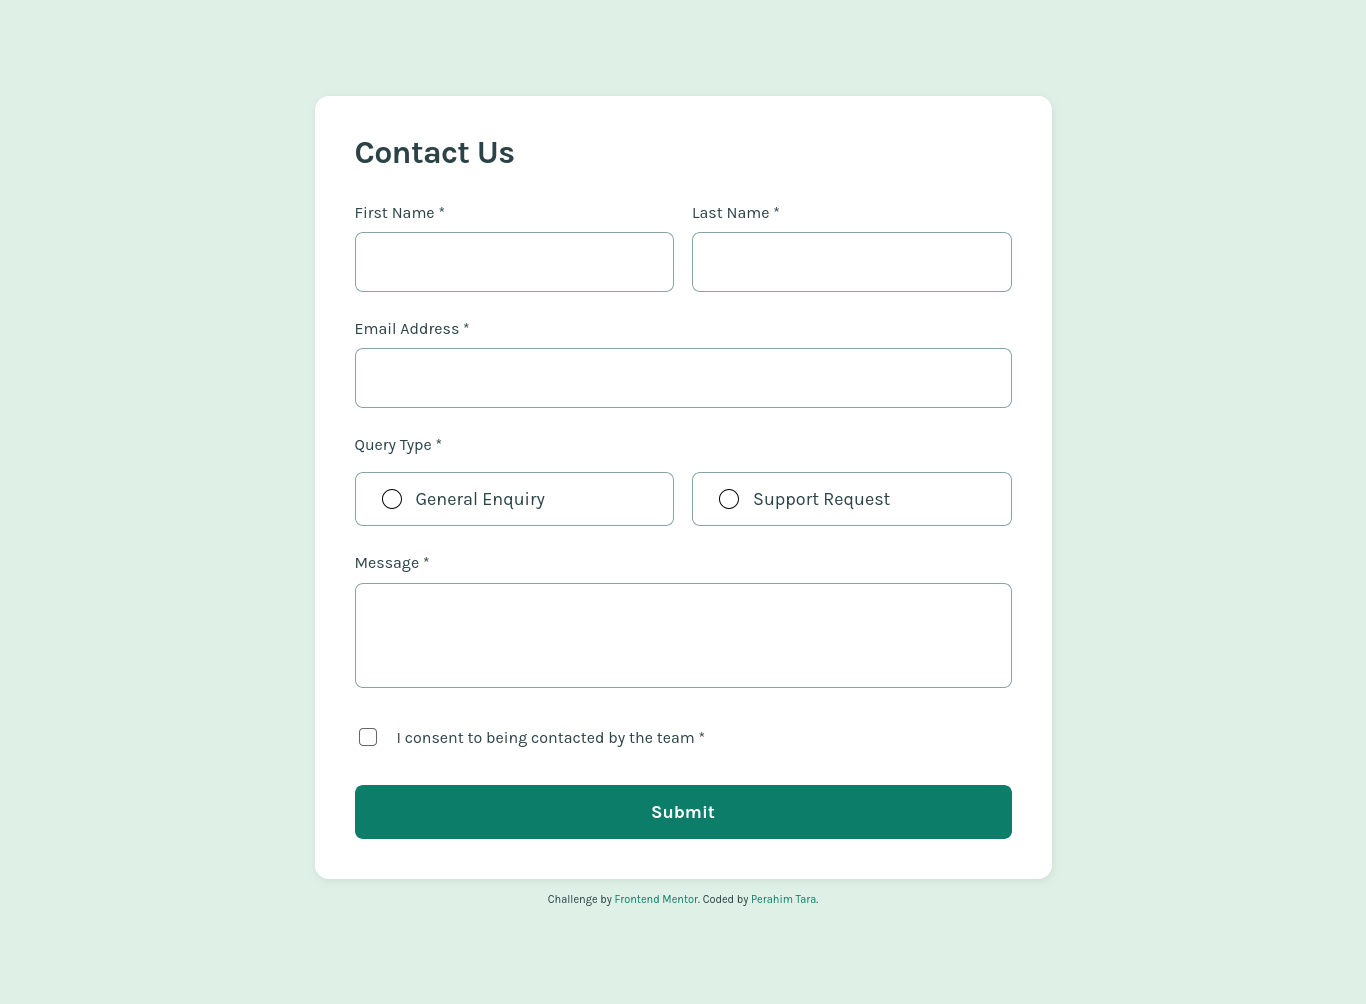 Contact Us
First Name * Last Name *
Email Address *
Query Type *
General Enquiry Support Request
Message *
I consent to being contacted by the team *
Submit
Challenge by Frontend Mentor. Coded by Perahim Tara.